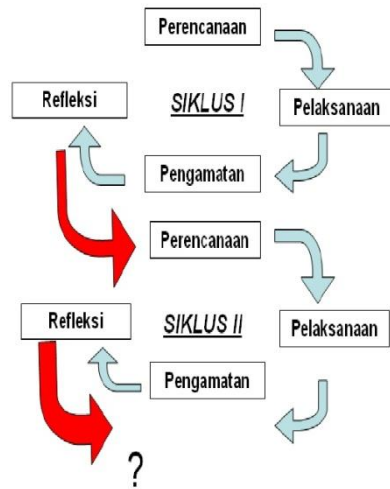 Perencanaan
Refleksi
SIKLUS I
Pelaksanaan
Pengamatan
Perencanaan
Refleksi
SIKLUS II
Pelaksanaan
Pengamatan
?